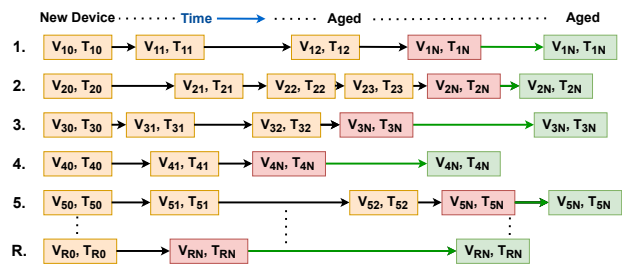 New Device Time Aged Aged
1. V10, T10 V11, T11 V12, T12 V1N, T1N V1N, T1N
2. V20, T20 V21, T21 V22, T22 V23, T23 V2N, T2N V2N, T2N
3. V30, T30 V31, T31 V32, T32 V3N, T3N V3N, T3N
4. V40, T40 V41, T41 V4N, T4N V4N, T4N
5. V50, T50 V51, T51 V52, T52 V5N, T5N V5N, T5N
R. VR0, TR0 VRN, TRN VRN, TRN